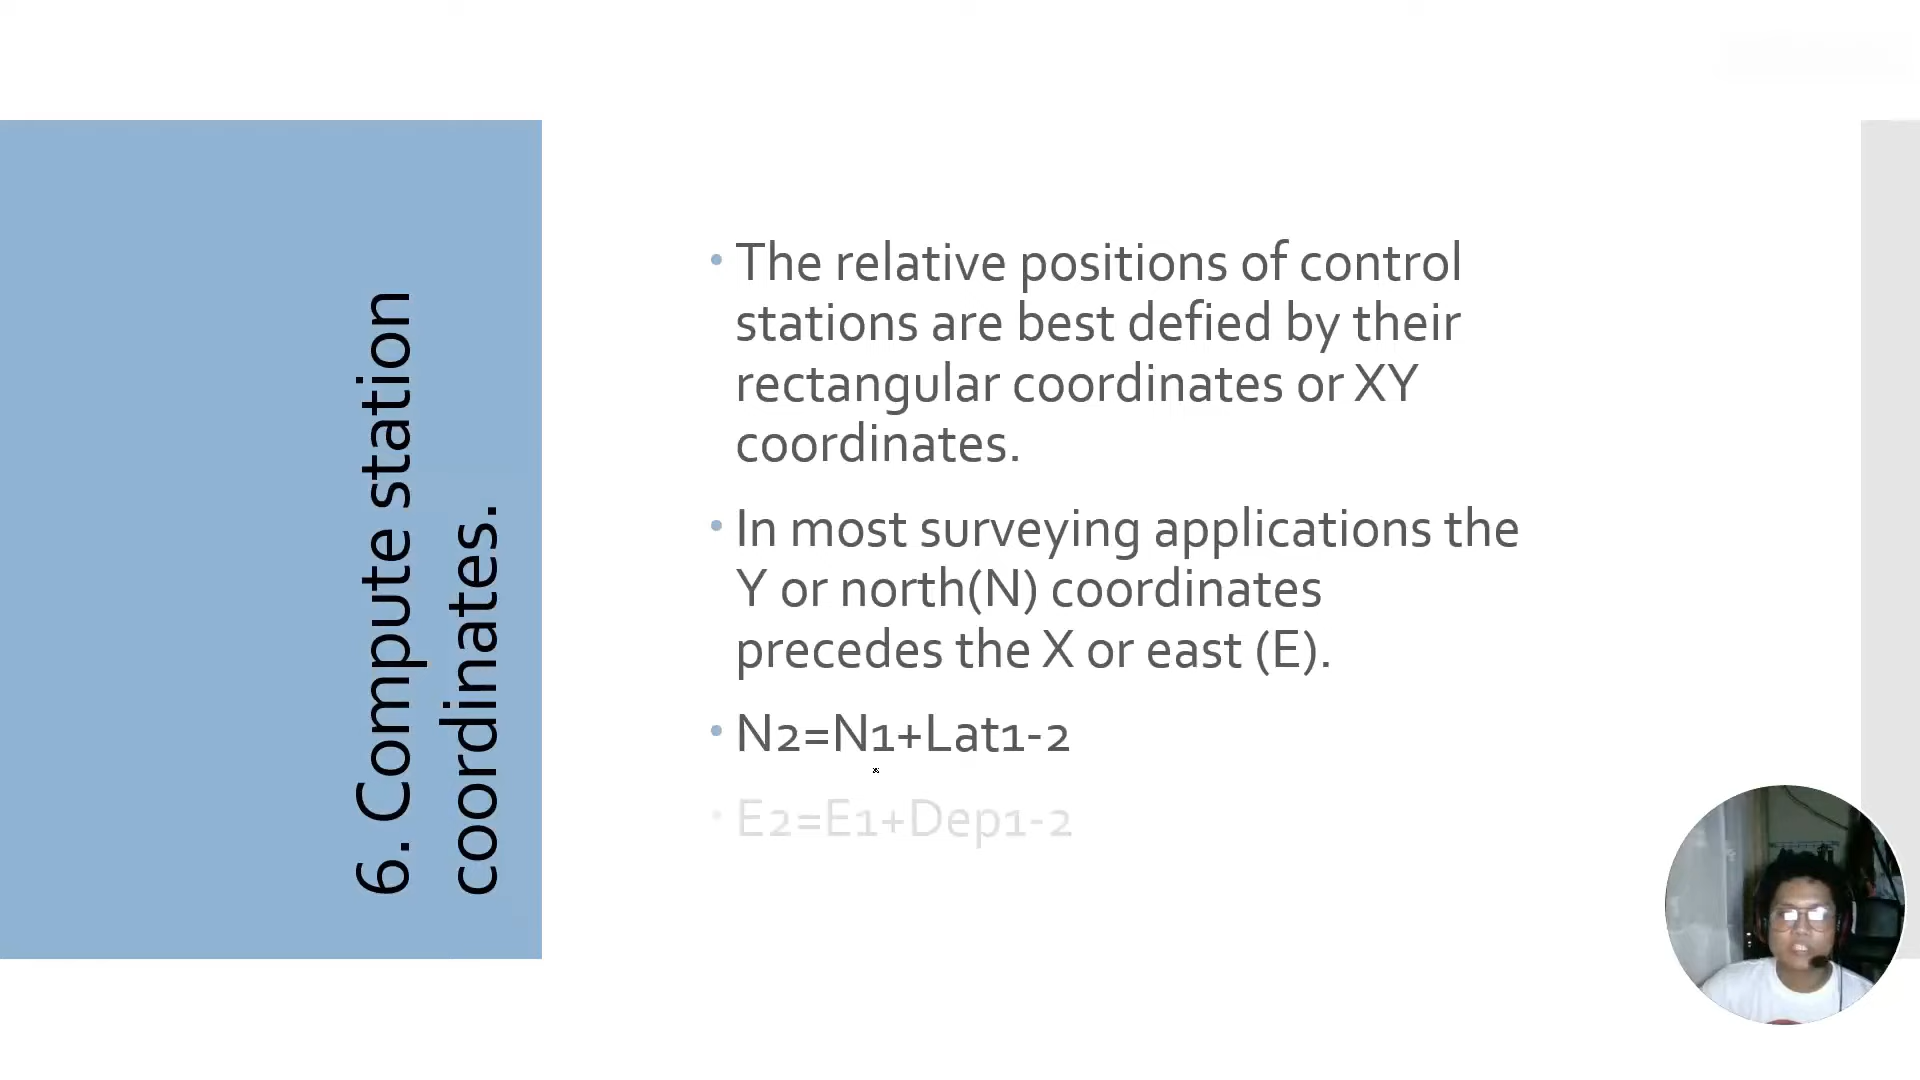 6. Compute station
coordinates.
• The relative positions of control
stations are best defied by their
rectangular coordinates or XY
coordinates.
• In most surveying applications the
Y or north(N) coordinates
precedes the X or east (E).
• N2=N1+Lat1-2
• E2=E1+Dep1-2